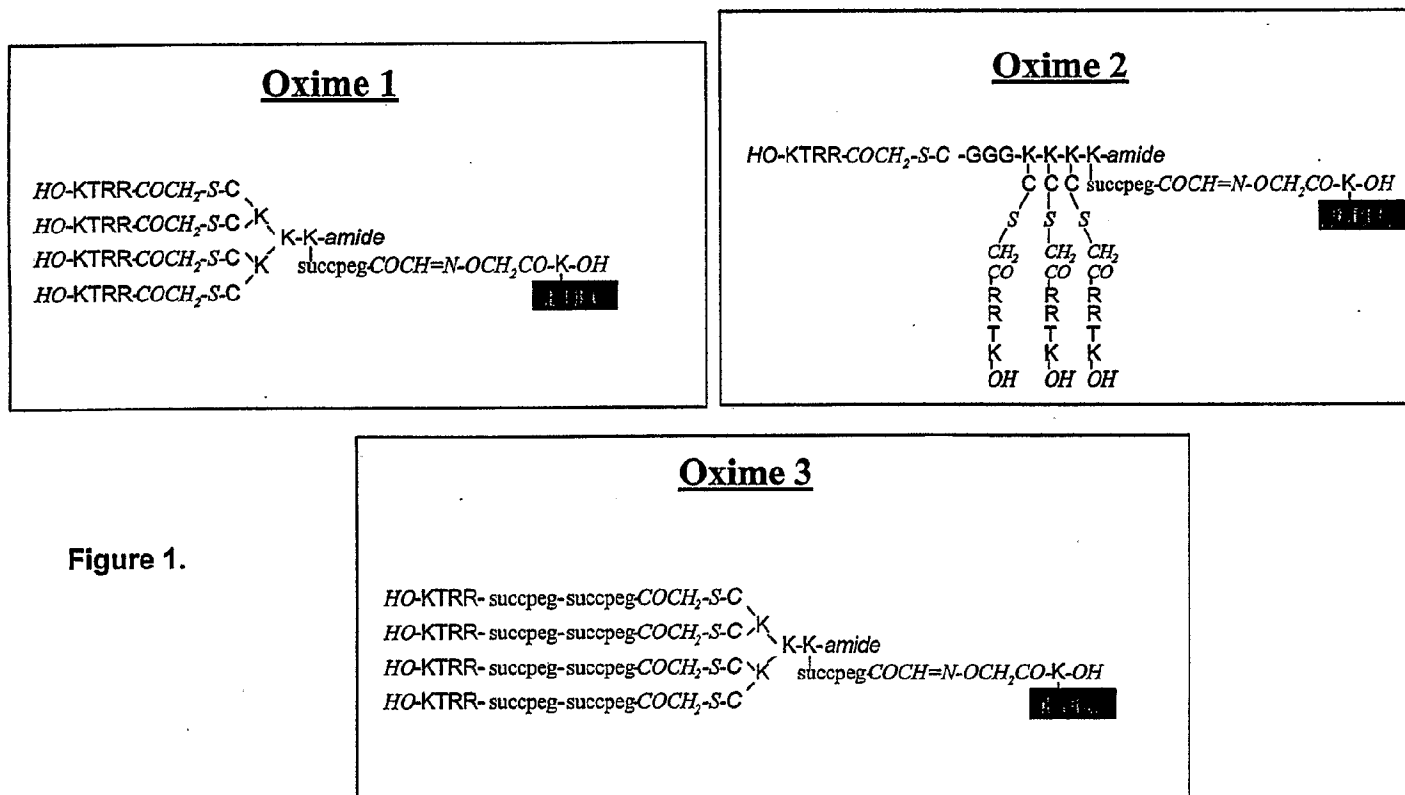 Oxime 1
HO-KTRR-COCH₂-S-C
HO-KTRR-COCH₂-S-C K
K-K-amide
HO-KTRR-COCH₂-S-C K succpeg-COCH=N-OCH₂CO-K-OH
HO-KTRR-COCH₂-S-C
Oxime 2
HO-KTRR-COCH₂-S-C -GGG-K-K-K-K-amide
C C C succpeg-COCH=N-OCH₂CO-K-OH
S S S
CH₂ CH₂ CH₂
CO CO CO
R R R
R R R
T T T
K K K
OH OH OH
Oxime 3
HO-KTRR- succpeg-succpeg-COCH₂-S-C
HO-KTRR- succpeg-succpeg-COCH₂-S-C K
K-K-amide
HO-KTRR- succpeg-succpeg-COCH₂-S-C K succpeg-COCH=N-OCH₂CO-K-OH
HO-KTRR- succpeg-succpeg-COCH₂-S-C
Figure 1.